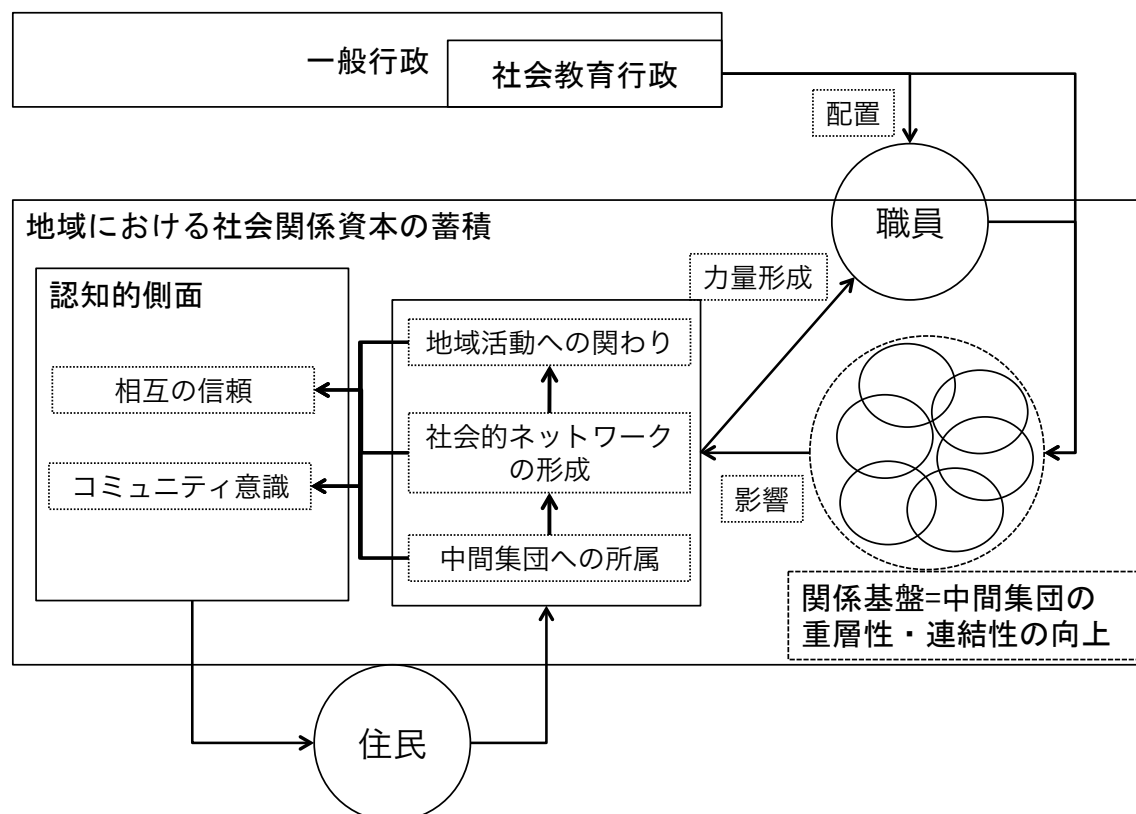 一般行政
社会教育行政
配置
職員
地域における社会関係資本の蓄積
認知的側面
力量形成
地域活動への関わり
相互の信頼
社会的ネットワーク
の形成
コミュニティ意識
影響
中間集団への所属
関係基盤=中間集団の
重層性・連結性の向上
住民